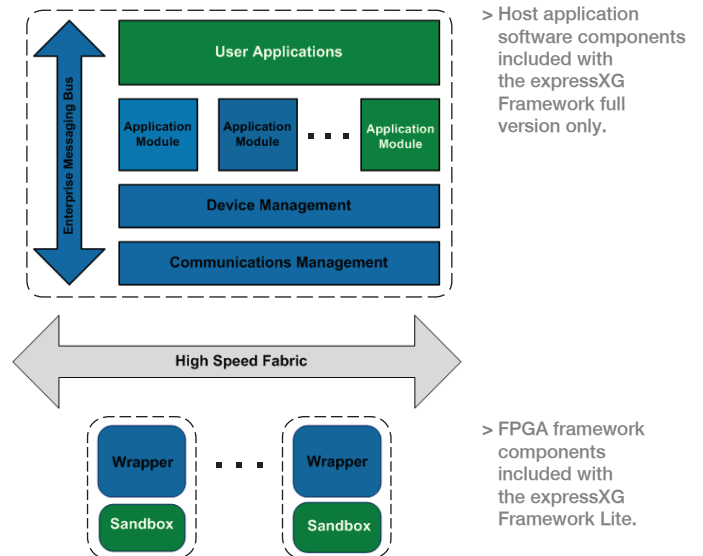 > Host application
software components
included with
the expressXG
Framework full
version only.
Enterprise Messaging Bus
User Applications
Application
Module
Application
Module
Application
Module
Device Management
Communications Management
High Speed Fabric
> FPGA framework
components
included with
the expressXG
Framework Lite.
Wrapper
Wrapper
Sandbox
Sandbox